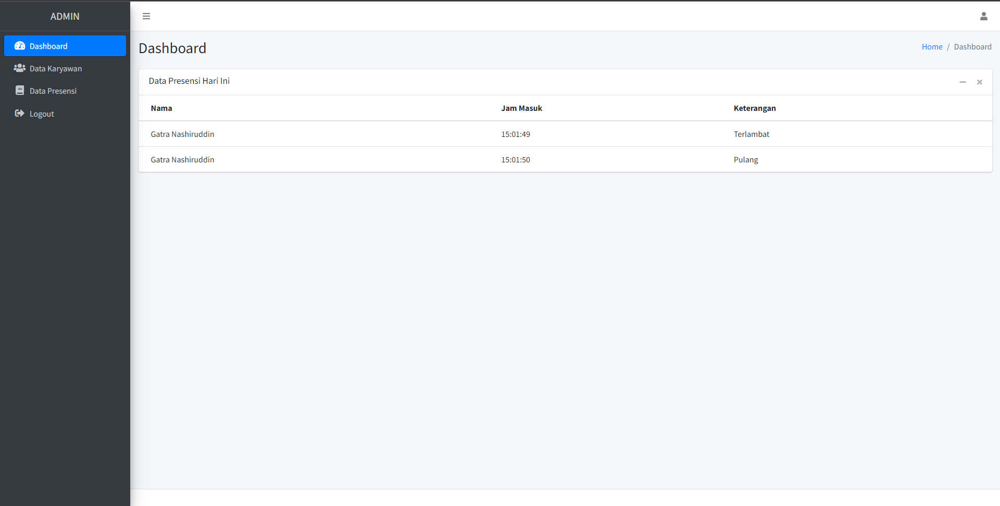 ADMIN
Dashboard
Data Karyawan
Data Presensi
Logout
Dashboard
Home / Dashboard
Data Presensi Hari Ini
Nama Jam Masuk Keterangan
Gatra Nashiruddin 15:01:49 Terlambat
Gatra Nashiruddin 15:01:50 Pulang